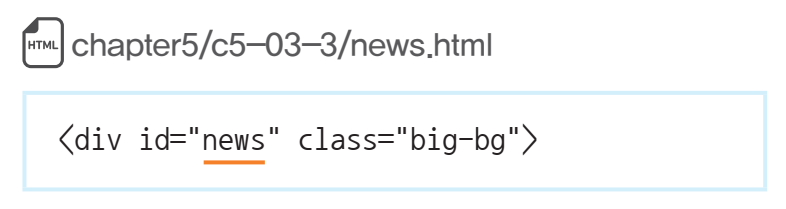 HTML chapter5/c5-03-3/news.html
<div id="news" class="big-bg">